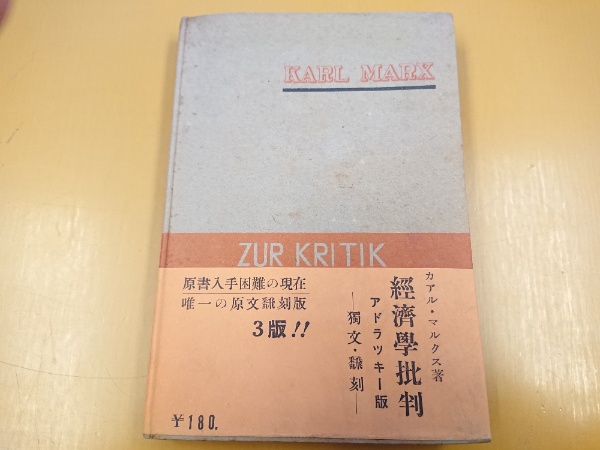 KARL MARX
ZUR KRITIK
カアル・マルクス著
經濟學批判
アドラツキー版
—獨文・飜刻—
原書入手困難の現在
唯一の原文飜刻版
3版!!
￥180.